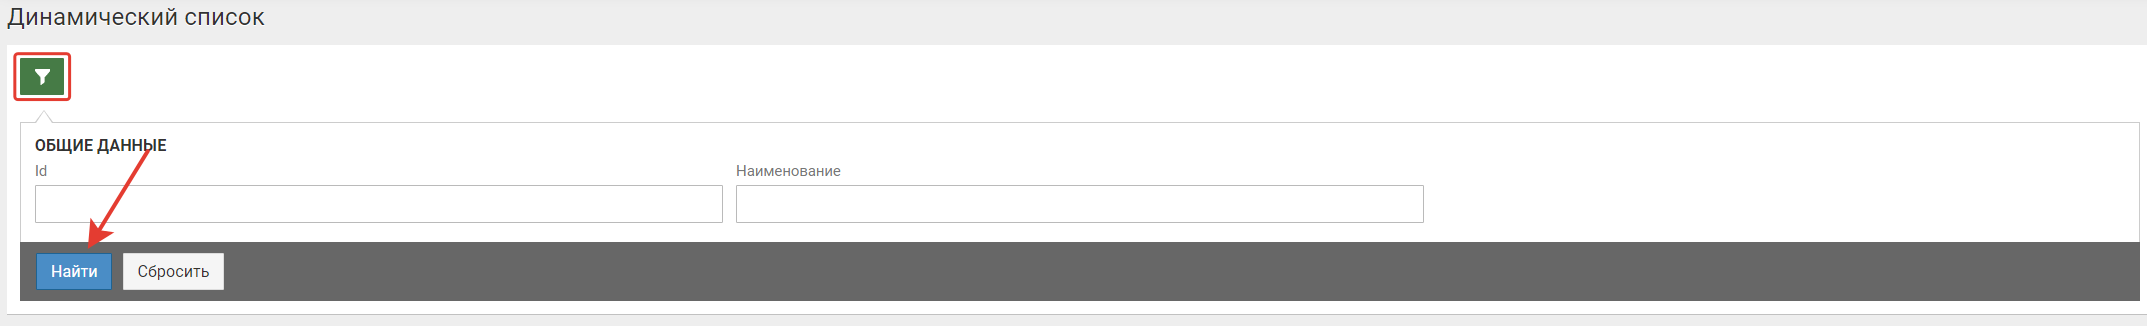 Динамический список
ОБЩИЕ ДАННЫЕ
Id
Наименование
Найти
Сбросить